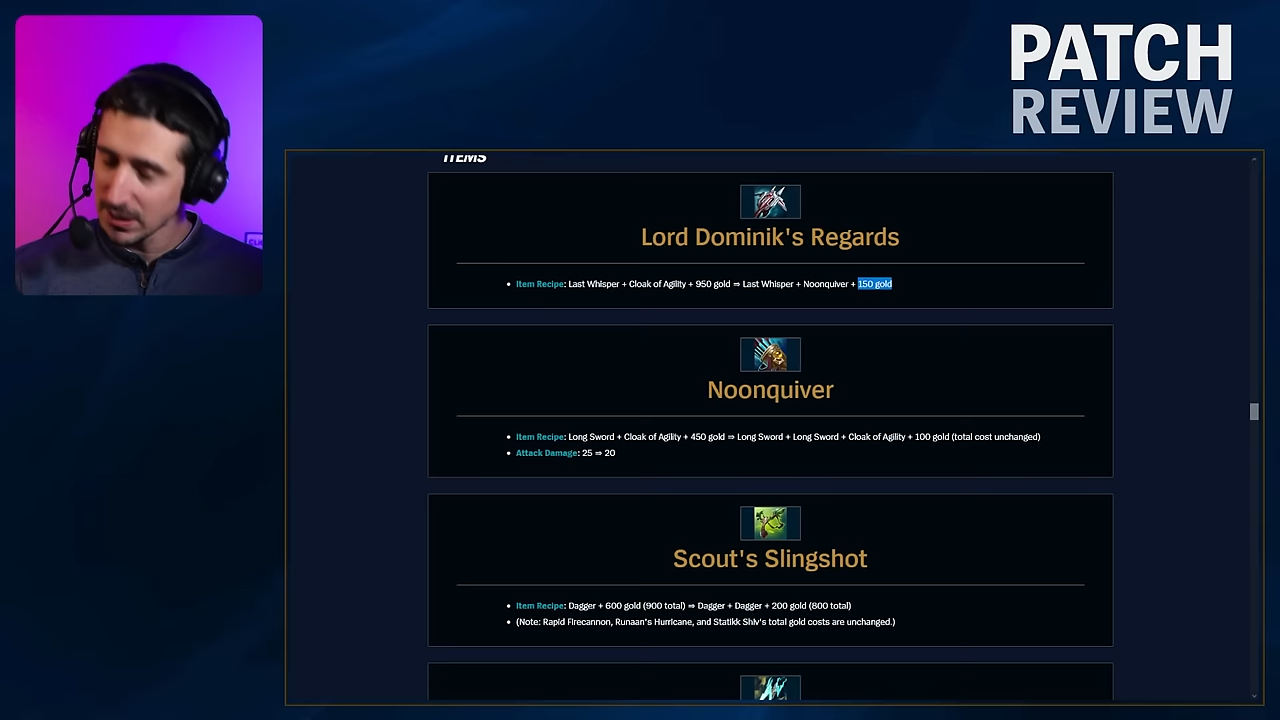 PATCH
REVIEW
ITEMS
Lord Dominik's Regards
• Item Recipe: Last Whisper + Cloak of Agility + 950 gold ⇒ Last Whisper + Noonquiver + 150 gold
Noonquiver
• Item Recipe: Long Sword + Cloak of Agility + 450 gold ⇒ Long Sword + Long Sword + Cloak of Agility + 100 gold (total cost unchanged)
• Attack Damage: 25 ⇒ 20
Scout's Slingshot
• Item Recipe: Dagger + 600 gold (900 total) ⇒ Dagger + Dagger + 200 gold (800 total)
• (Note: Rapid Firecannon, Runaan's Hurricane, and Statikk Shiv's total gold costs are unchanged.)